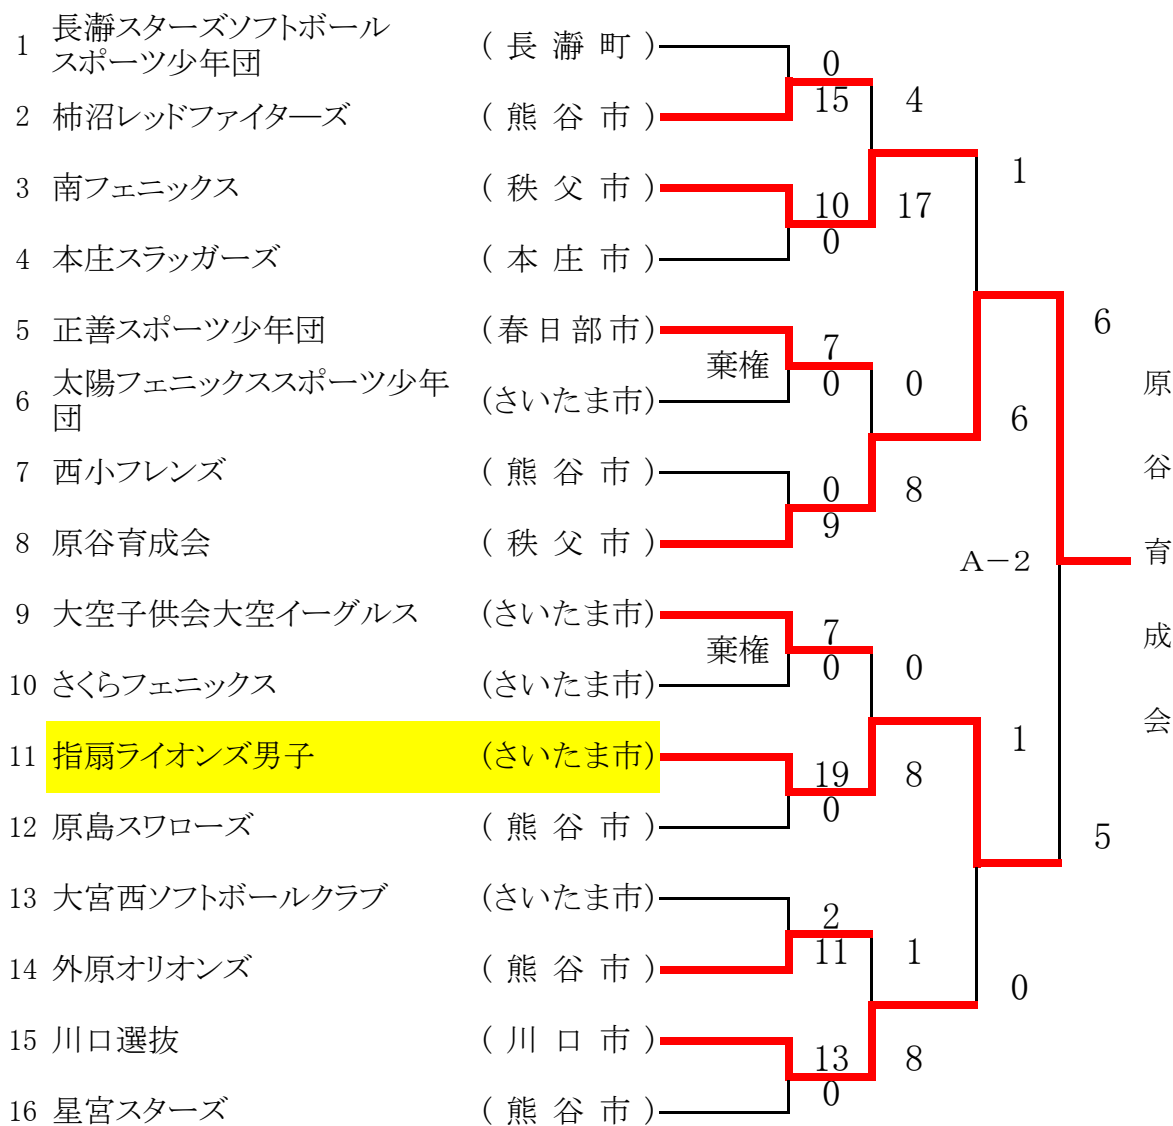 1 長瀞スターズソフトボール
スポーツ少年団 ( 長 瀞 町 )
2 柿沼レッドファイターズ ( 熊 谷 市 )
3 南フェニックス ( 秩 父 市 )
4 本庄スラッガーズ ( 本 庄 市 )
5 正善スポーツ少年団 (春日部市)
6 太陽フェニックススポーツ少年
団 (さいたま市)
7 西小フレンズ ( 熊 谷 市 )
8 原谷育成会 ( 秩 父 市 )
9 大空子供会大空イーグルス (さいたま市)
10 さくらフェニックス (さいたま市)
11 指扇ライオンズ男子 (さいたま市)
12 原島スワローズ ( 熊 谷 市 )
13 大宮西ソフトボールクラブ (さいたま市)
14 外原オリオンズ ( 熊 谷 市 )
15 川口選抜 ( 川 口 市 )
16 星宮スターズ ( 熊 谷 市 )
0
15
10
0
棄権
7
0
0
9
棄権
7
0
19
0
2
11
13
0
4
17
0
8
0
8
1
8
1
6
1
0
A－2
6
5
原谷育成会